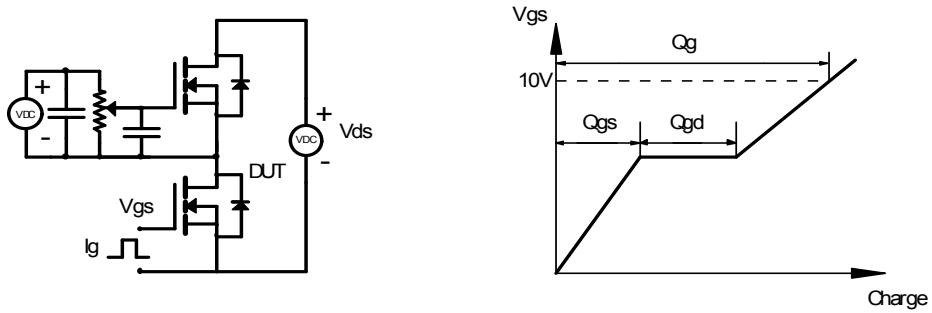 +
VDC
-
+
VDC
-
Vds
DUT
Vgs
Ig
Vgs
Qg
10V
Qgs
Qgd
Charge